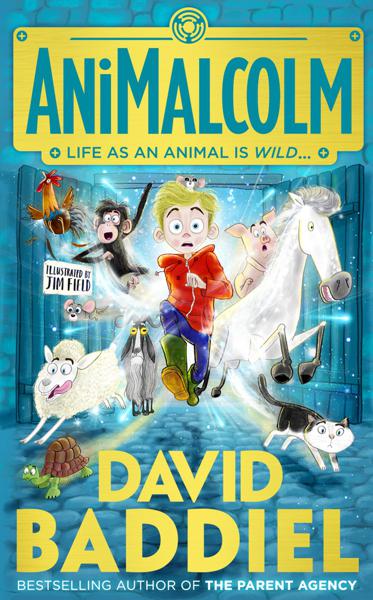 ANiMALCOLM
LIFE AS AN ANIMAL IS WILD...
ILLUSTRATED BY
JIM FIELD
DAVID
BADDIEL
BESTSELLING AUTHOR OF THE PARENT AGENCY